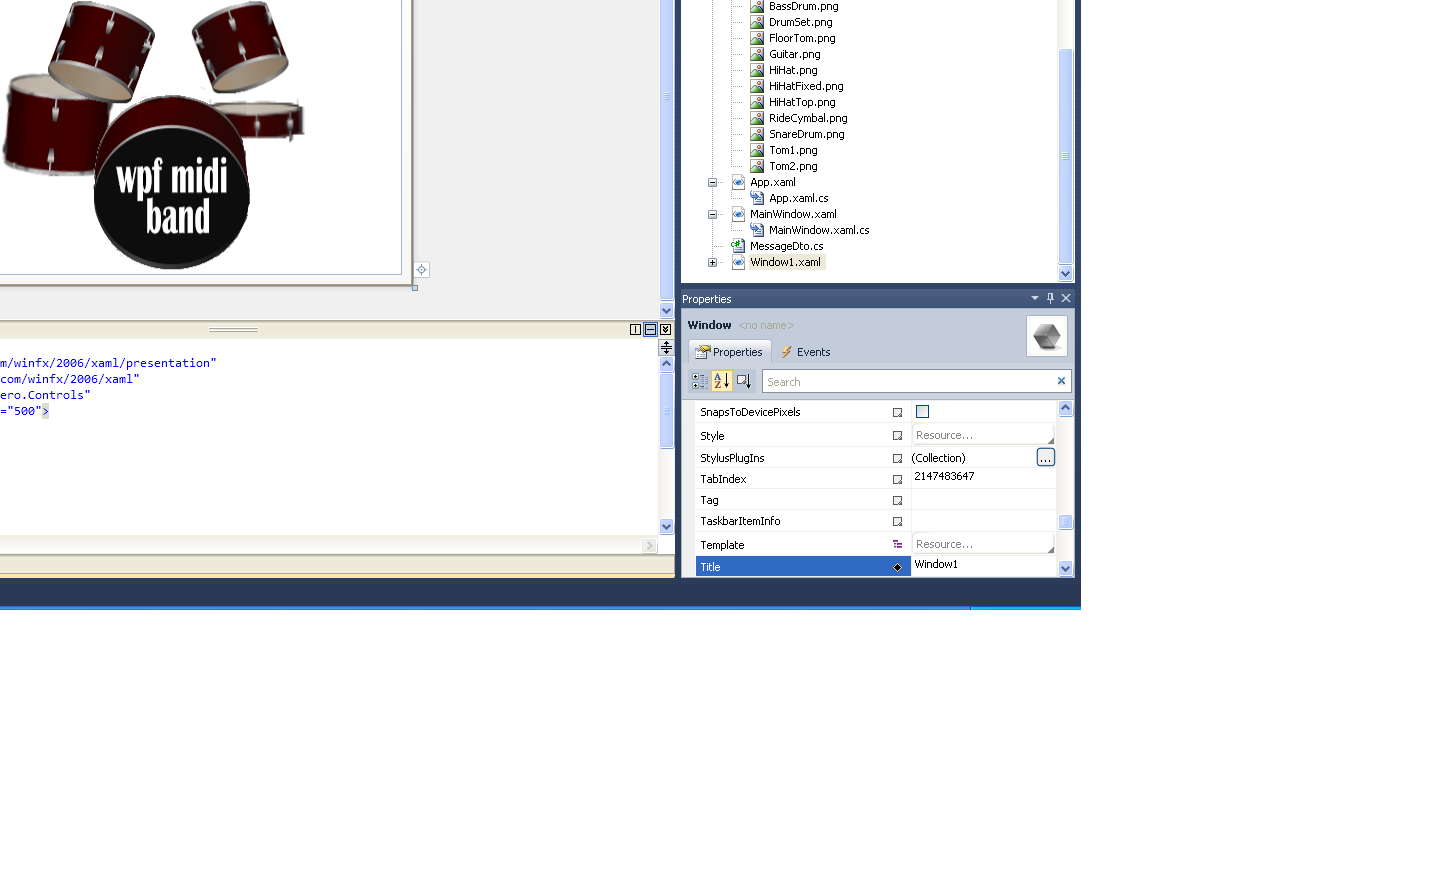 wpf midi
band
m/winfx/2006/xaml/presentation"
com/winfx/2006/xaml"
ero.Controls"
="500">
BassDrum.png
DrumSet.png
FloorTom.png
Guitar.png
HiHat.png
HiHatFixed.png
HiHatTop.png
RideCymbal.png
SnareDrum.png
Tom1.png
Tom2.png
App.xaml
App.xaml.cs
MainWindow.xaml
MainWindow.xaml.cs
MessageDto.cs
Window1.xaml
Properties
Window <no name>
Properties Events
Search
SnapsToDevicePixels
Style Resource...
StylusPlugIns (Collection) ...
TabIndex 2147483647
Tag
TaskbarItemInfo
Template Resource...
Title Window1